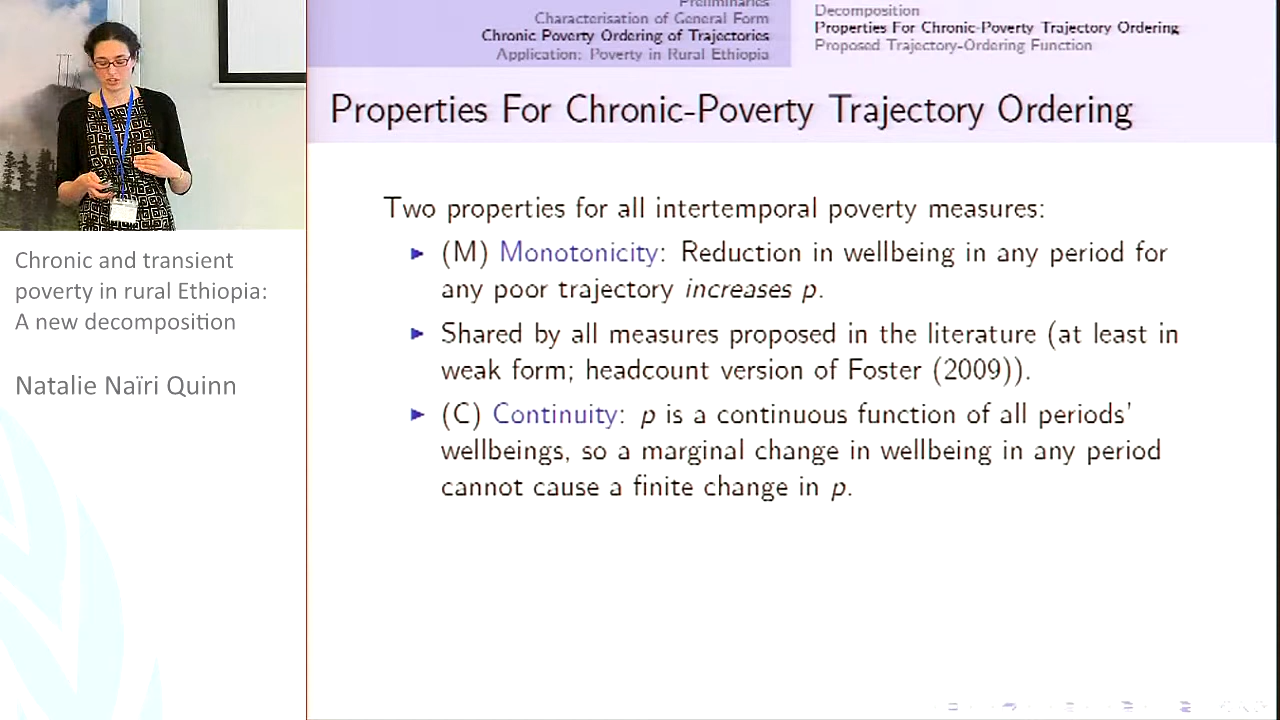 Preliminaries
Characterisation of General Form
Chronic Poverty Ordering of Trajectories
Application: Poverty in Rural Ethiopia
Decomposition
Properties For Chronic-Poverty Trajectory Ordering
Proposed Trajectory-Ordering Function
Properties For Chronic-Poverty Trajectory Ordering
Two properties for all intertemporal poverty measures:
(M) Monotonicity: Reduction in wellbeing in any period for
any poor trajectory increases p.
Shared by all measures proposed in the literature (at least in
weak form; headcount version of Foster (2009)).
(C) Continuity: p is a continuous function of all periods'
wellbeings, so a marginal change in wellbeing in any period
cannot cause a finite change in p.
Chronic and transient
poverty in rural Ethiopia:
A new decomposition
Natalie Naïri Quinn